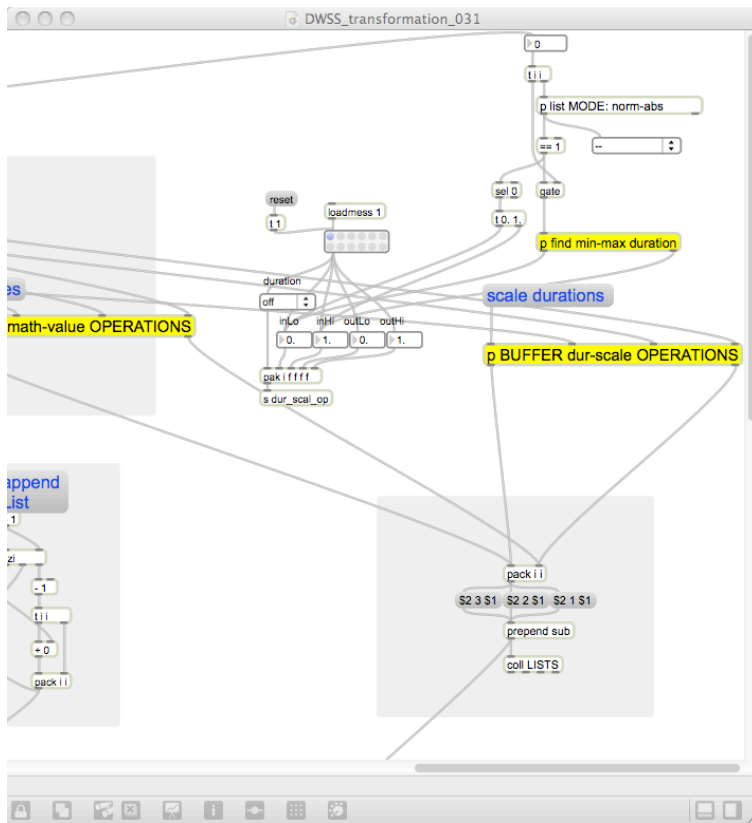 DWSS_transformation_031
0
t i i
p list MODE: norm-abs
== 1
--
sel 0
gate
reset
loadmess 1
t 1
t 0. 1.
p find min-max duration
duration
es
scale durations
off
inLo inHi outLo outHi
math-value OPERATIONS
0. 1. 0. 1.
p BUFFER dur-scale OPERATIONS
pak i f f f f
s dur_scal_op
append
List
1
zi
- 1
pack i i
$2 3 $1 $2 2 $1 $2 1 $1
t i i
prepend sub
+ 0
coll LISTS
pack i i
i